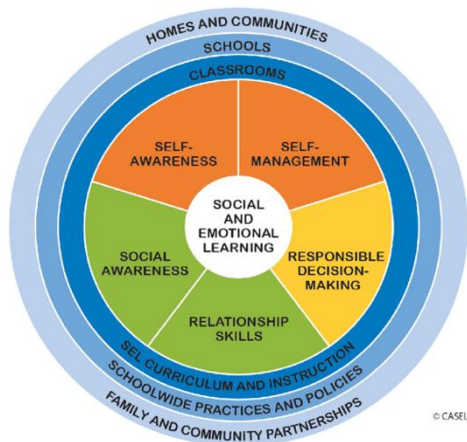 HOMES AND COMMUNITIES
SCHOOLS
CLASSROOMS
SELF-
AWARENESS
SELF-
MANAGEMENT
SOCIAL
AND
EMOTIONAL
LEARNING
SOCIAL
AWARENESS
RESPONSIBLE
DECISION-
MAKING
RELATIONSHIP
SKILLS
SEL CURRICULUM AND INSTRUCTION
SCHOOLWIDE PRACTICES AND POLICIES
FAMILY AND COMMUNITY PARTNERSHIPS
© CASEL